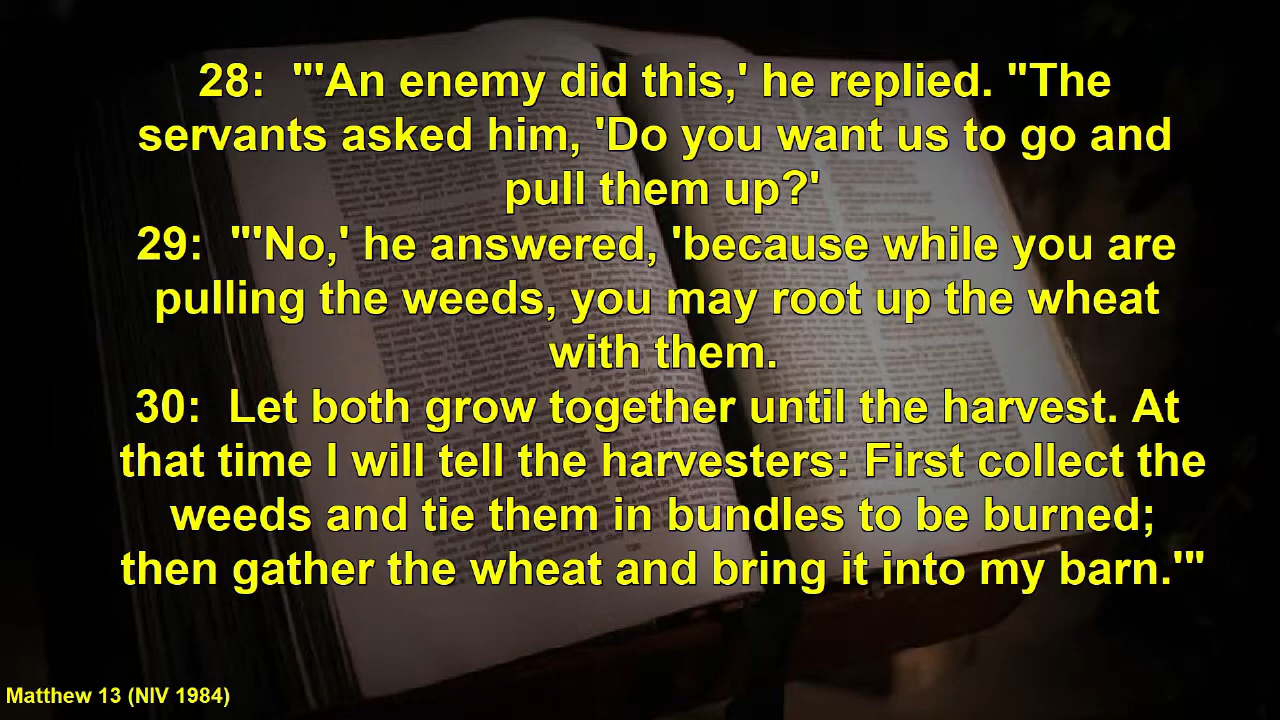 28:  "'An enemy did this,' he replied. "The
servants asked him, 'Do you want us to go and
pull them up?'
29:  "'No,' he answered, 'because while you are
pulling the weeds, you may root up the wheat
with them.
30:  Let both grow together until the harvest. At
that time I will tell the harvesters: First collect the
weeds and tie them in bundles to be burned;
then gather the wheat and bring it into my barn.'"
Matthew 13 (NIV 1984)